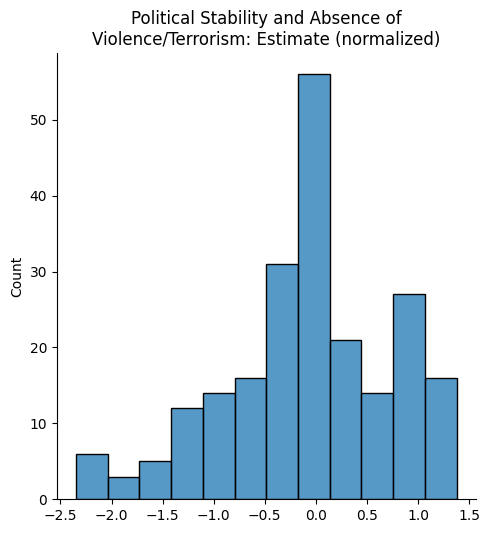 Political Stability and Absence of
Violence/Terrorism: Estimate (normalized)
Count
50
40
30
20
10
0
−2.5 −2.0 −1.5 −1.0 −0.5 0.0 0.5 1.0 1.5